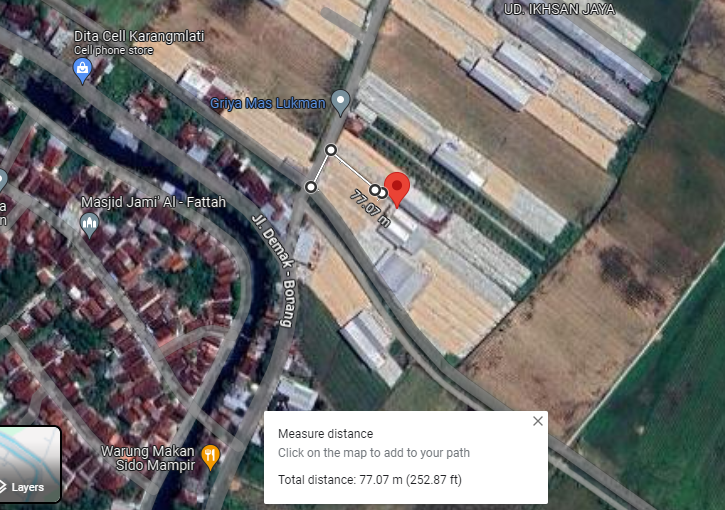 UD. IKHSAN JAYA
Dita Cell Karangmlati
Cell phone store
Griya Mas Lukman
77.07 m
Masjid Jami' Al - Fattah
a
n
Jl. Demak - Bonang
Measure distance
Click on the map to add to your path
Total distance: 77.07 m (252.87 ft)
Warung Makan
Sido Mampir
Layers